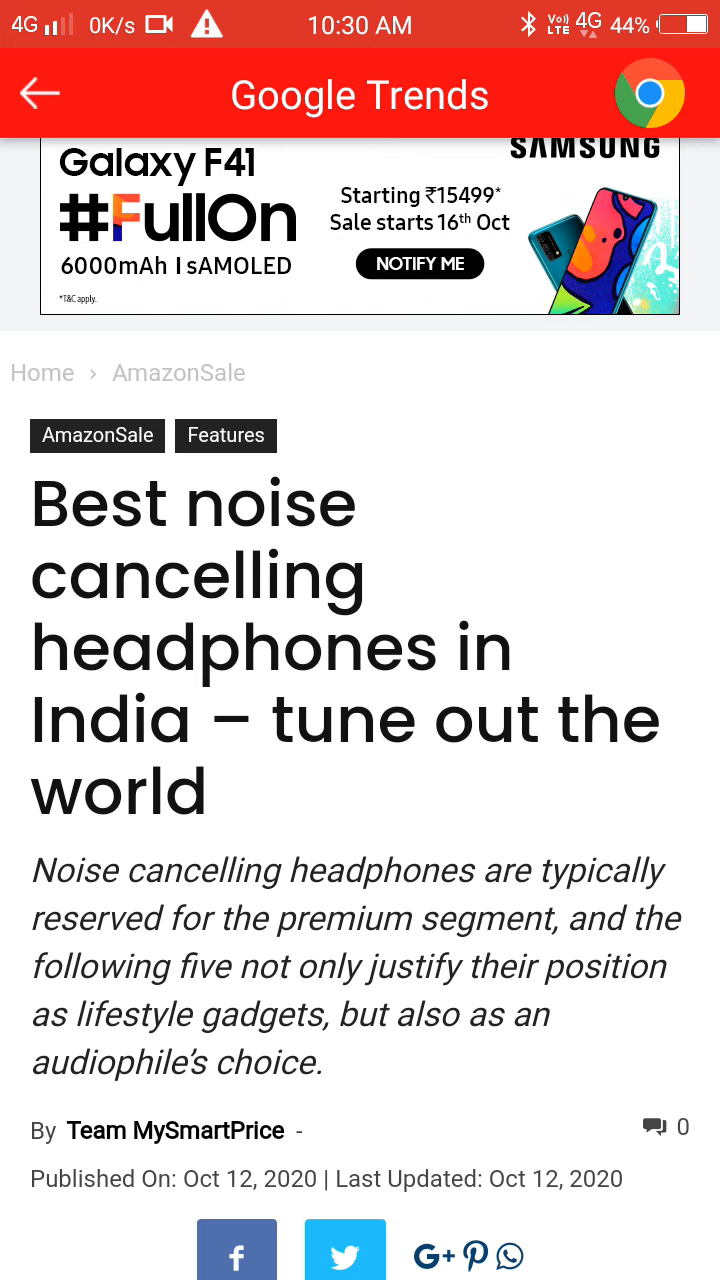 4G 0K/s 10:30 AM Vo)) LTE 4G 44%
Google Trends
Galaxy F41
#FullOn
6000mAh I sAMOLED
*T&C apply.
SAMSUNG
Starting ₹15499*
Sale starts 16th Oct
NOTIFY ME
Home › AmazonSale
AmazonSale Features
Best noise
cancelling
headphones in
India – tune out the
world
Noise cancelling headphones are typically
reserved for the premium segment, and the
following five not only justify their position
as lifestyle gadgets, but also as an
audiophile’s choice.
By Team MySmartPrice - 0
Published On: Oct 12, 2020 | Last Updated: Oct 12, 2020
f G+